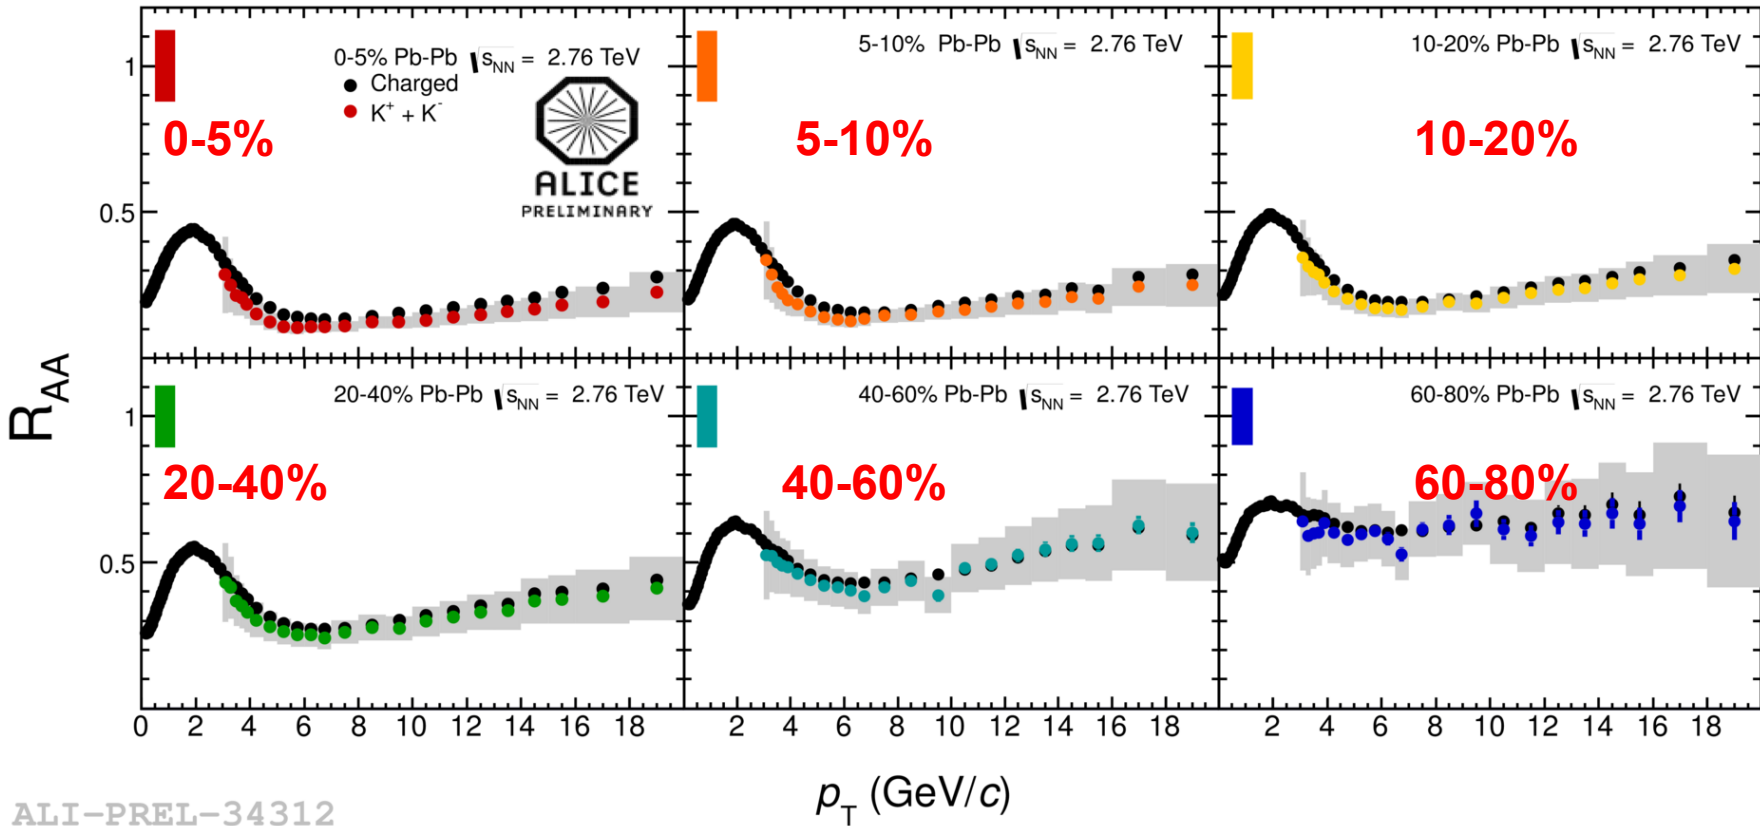 0-5% Pb-Pb √sNN = 2.76 TeV
Charged
K+ + K-
0-5%
ALICE
PRELIMINARY
5-10% Pb-Pb √sNN = 2.76 TeV
5-10%
10-20% Pb-Pb √sNN = 2.76 TeV
10-20%
1
0.5
20-40% Pb-Pb √sNN = 2.76 TeV
20-40%
40-60% Pb-Pb √sNN = 2.76 TeV
40-60%
60-80% Pb-Pb √sNN = 2.76 TeV
60-80%
RAA
1
0.5
0 2 4 6 8 10 12 14 16 18 2 4 6 8 10 12 14 16 18 2 4 6 8 10 12 14 16 18
pT (GeV/c)
ALI-PREL-34312